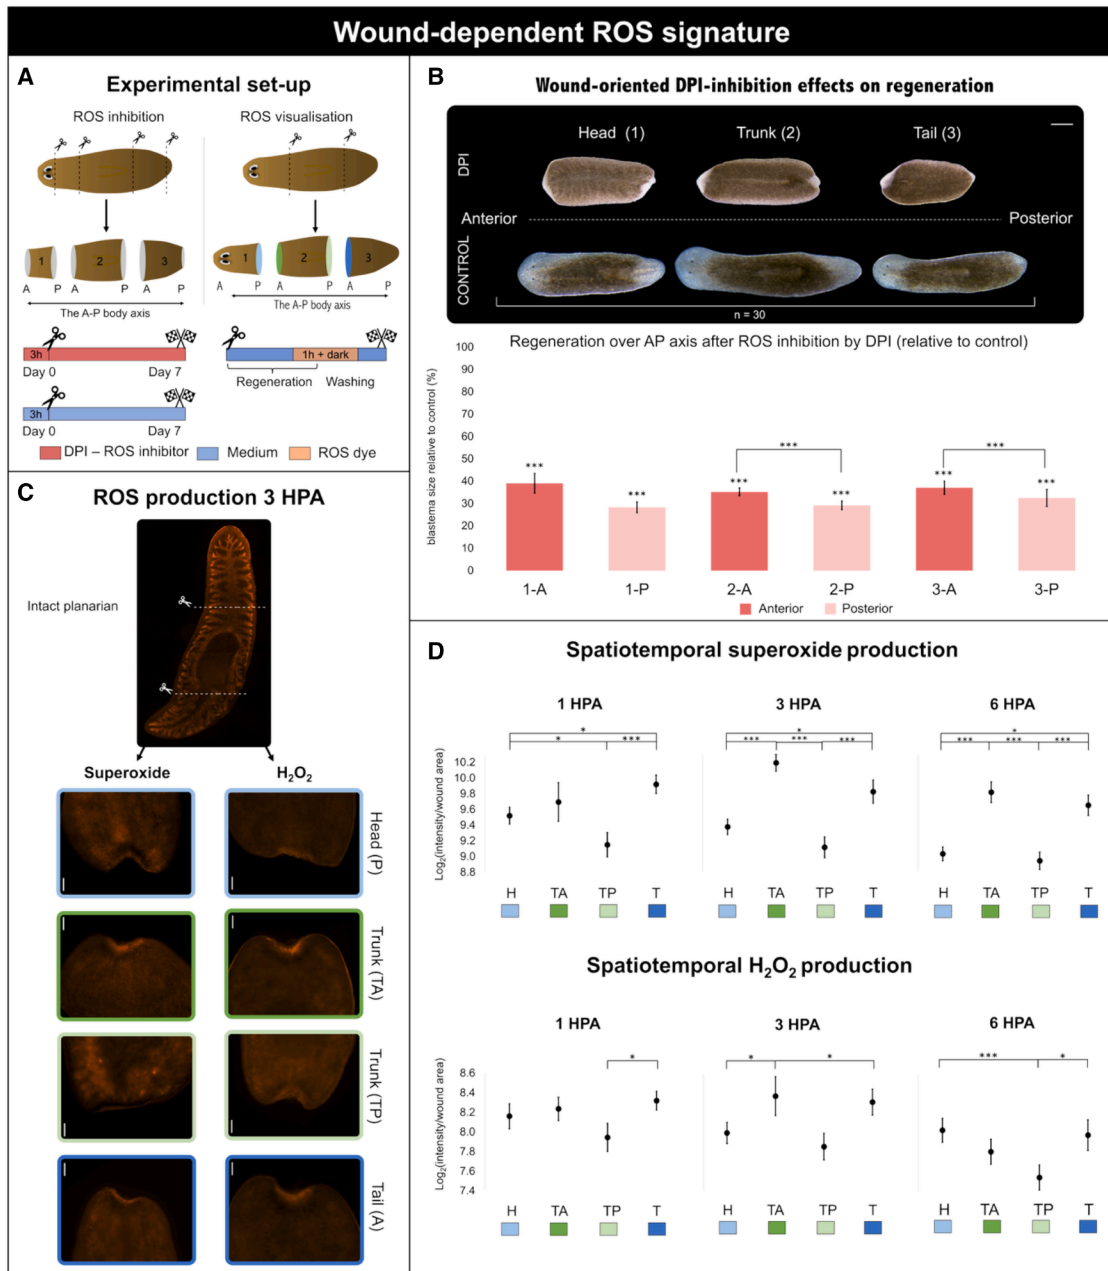 Wound-dependent ROS signature
A
Experimental set-up
ROS inhibition
ROS visualisation
1 2 3
A P A P A P
The A-P body axis
1 2 3
A P A P A P
The A-P body axis
3h
Day 0 Day 7
3h
Day 0 Day 7
1h + dark
Regeneration Washing
DPI – ROS inhibitor Medium ROS dye
B
Wound-oriented DPI-inhibition effects on regeneration
Head (1) Trunk (2) Tail (3)
DPI
Anterior Posterior
CONTROL
n = 30
Regeneration over AP axis after ROS inhibition by DPI (relative to control)
blastema size relative to control (%)
100
90
80
70
60
50
40
30
20
10
0
*** *** *** *** *** *** *** ***
1-A 1-P 2-A 2-P 3-A 3-P
Anterior Posterior
C
ROS production 3 HPA
Intact planarian
Superoxide H₂O₂
Head (P)
Trunk (TA)
Trunk (TP)
Tail (A)
D
Spatiotemporal superoxide production
1 HPA 3 HPA 6 HPA
* * *
* *** *** *** *** *** *** ***
Log₂(intensity/wound area)
10.2
9.8
9.6
9.4
9.2
9.0
8.8
H TA TP T H TA TP T H TA TP T
Spatiotemporal H₂O₂ production
1 HPA 3 HPA 6 HPA
* * * *** *
Log₂(intensity/wound area)
8.6
8.4
8.2
8.0
7.8
7.6
7.4
H TA TP T H TA TP T H TA TP T